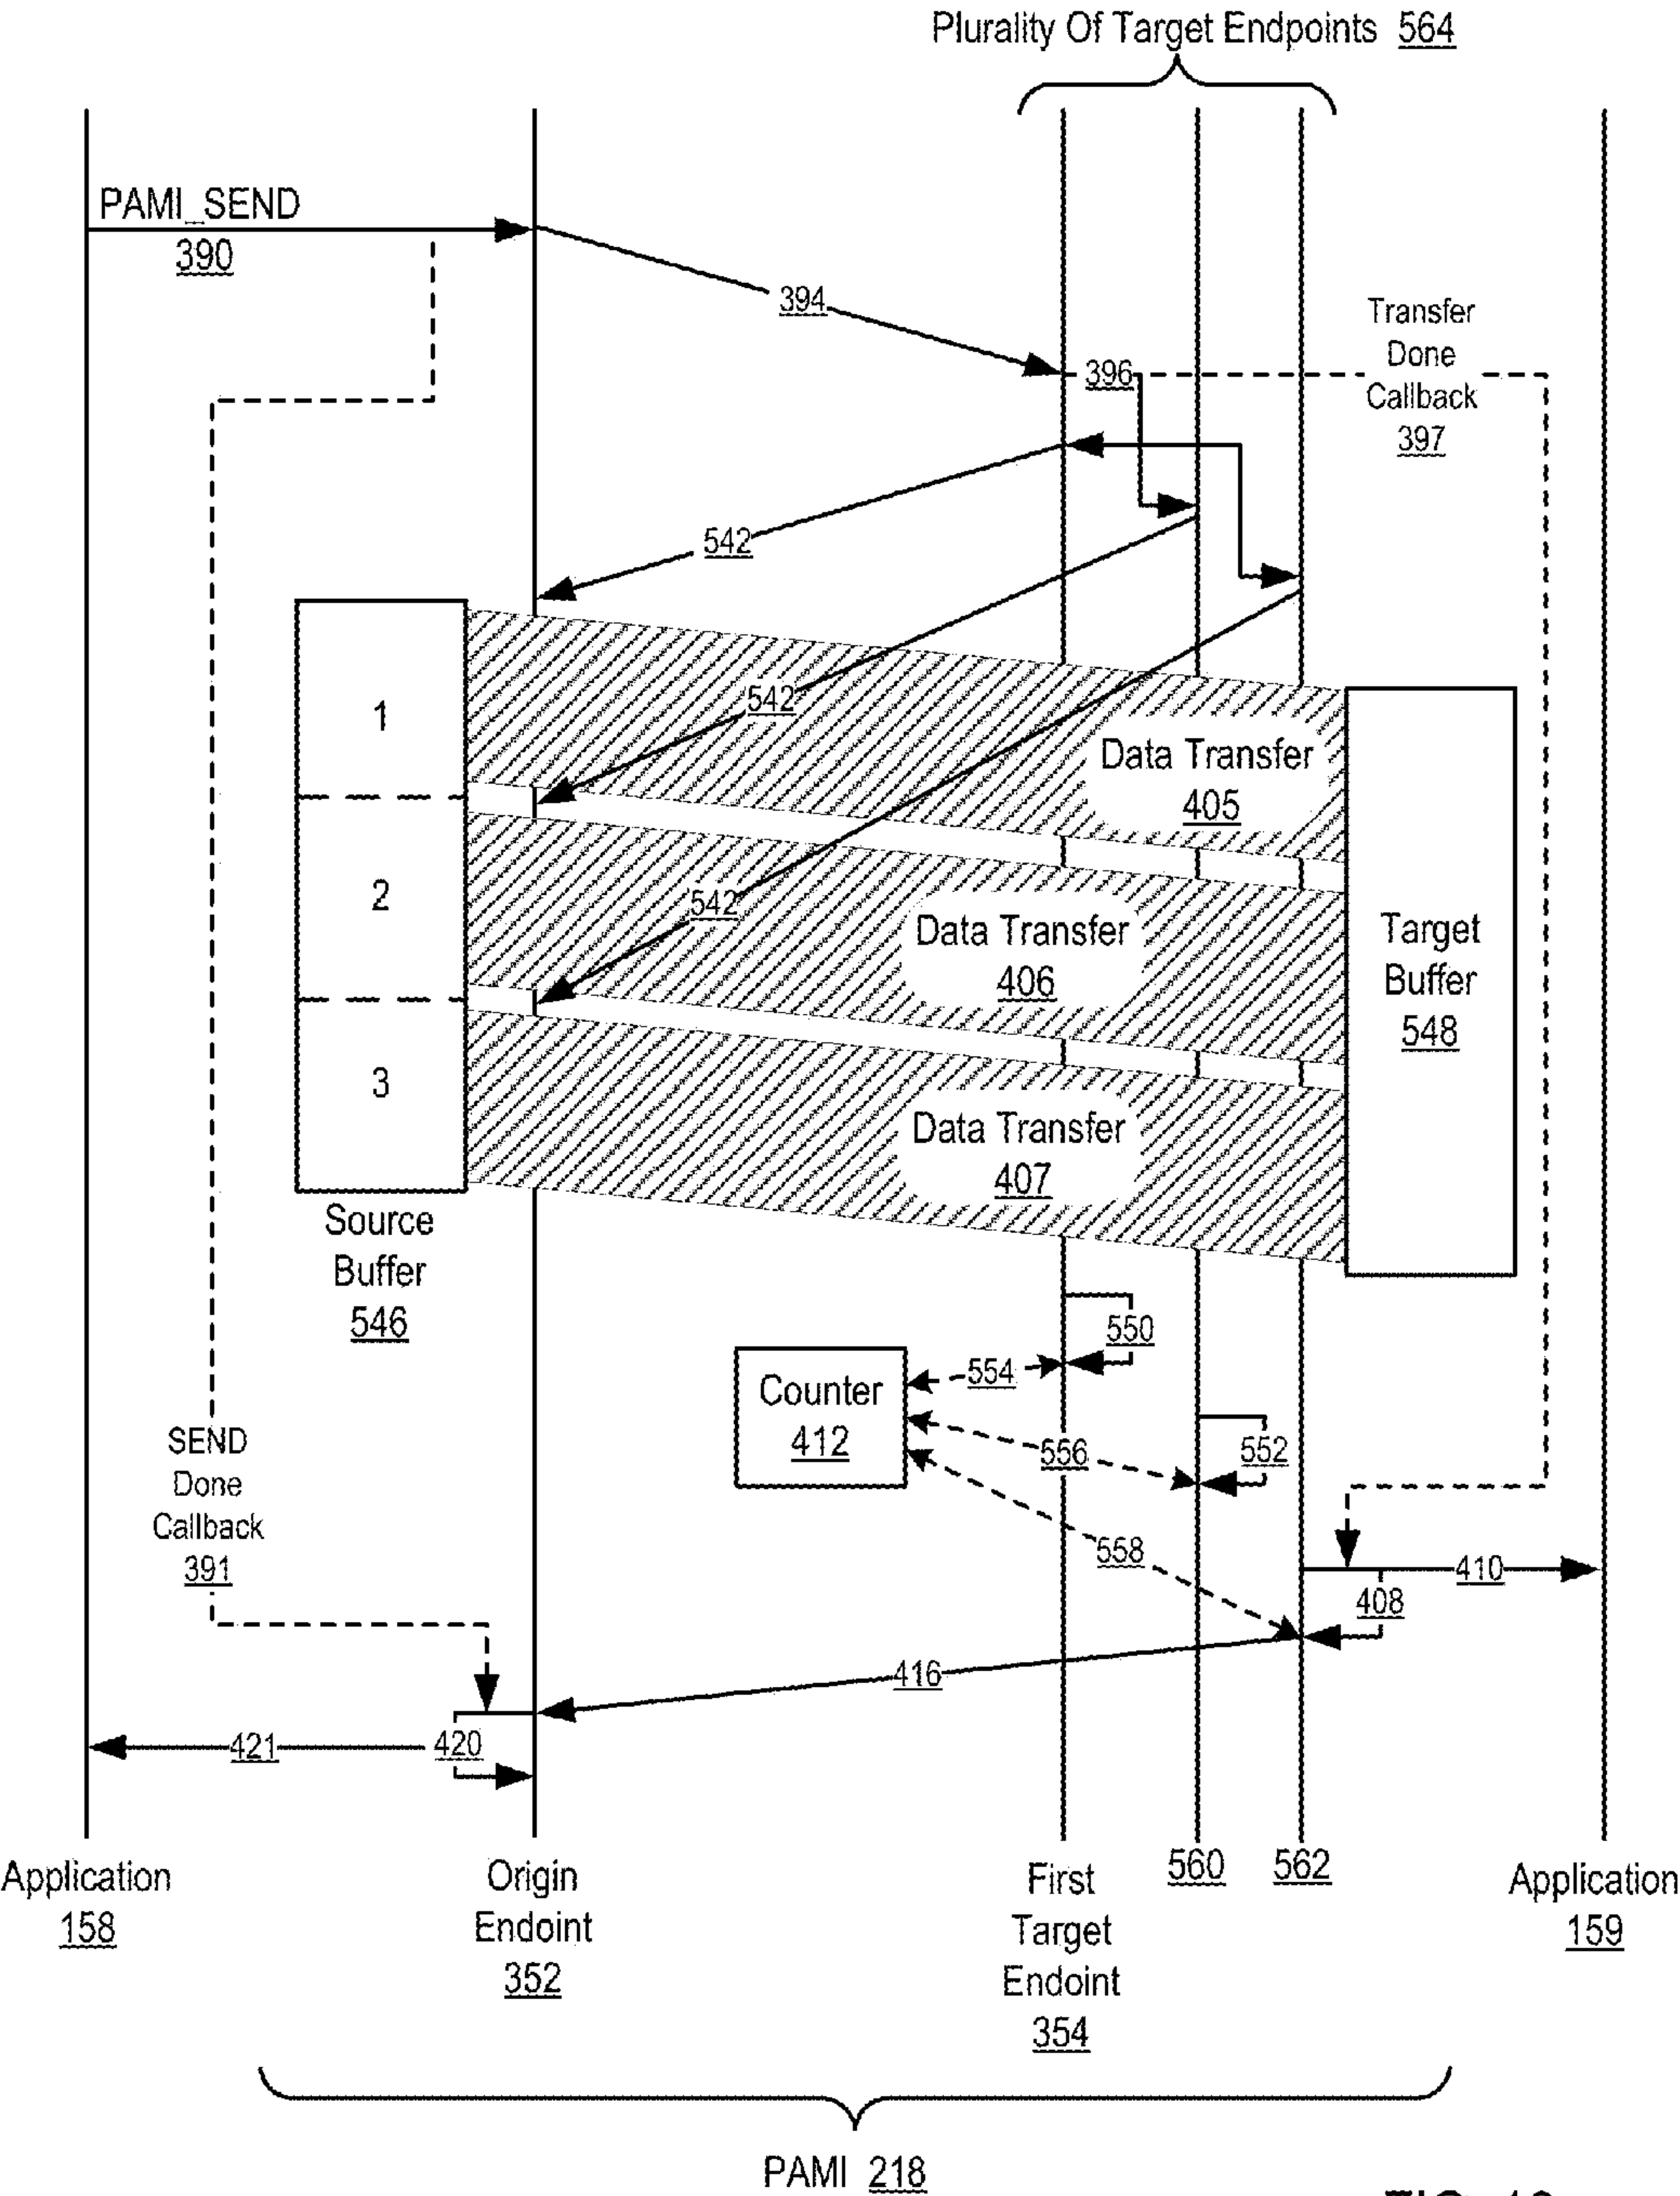 Plurality Of Target Endpoints 564
PAMI_SEND
390
394
Transfer
Done
Callback
397
396
542
542
542
1
2
3
Data Transfer
405
Data Transfer
406
Data Transfer
407
Target
Buffer
548
Source
Buffer
546
550
554
Counter
412
556
552
558
SEND
Done
Callback
391
410
408
416
421
420
Application
158
Origin
Endoint
352
First
Target
Endoint
354
560
562
Application
159
PAMI 218